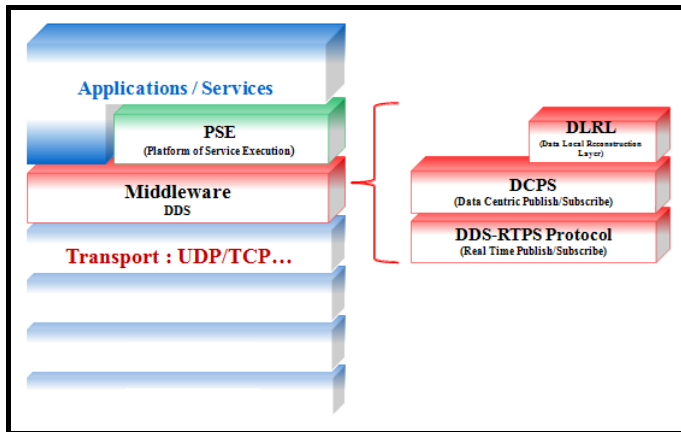 Applications / Services
PSE
(Platform of Service Execution)
Middleware
DDS
Transport : UDP/TCP…
DLRL
(Data Local Reconstruction
Layer)
DCPS
(Data Centric Publish/Subscribe)
DDS-RTPS Protocol
(Real Time Publish/Subscribe)